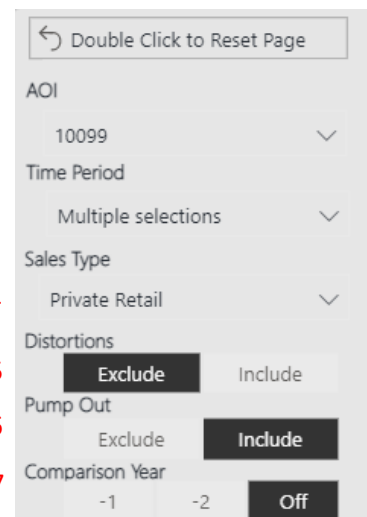 Double Click to Reset Page
AOI
10099
Time Period
Multiple selections
Sales Type
Private Retail
Distortions
Exclude Include
Pump Out
Exclude Include
Comparison Year
-1 -2 Off